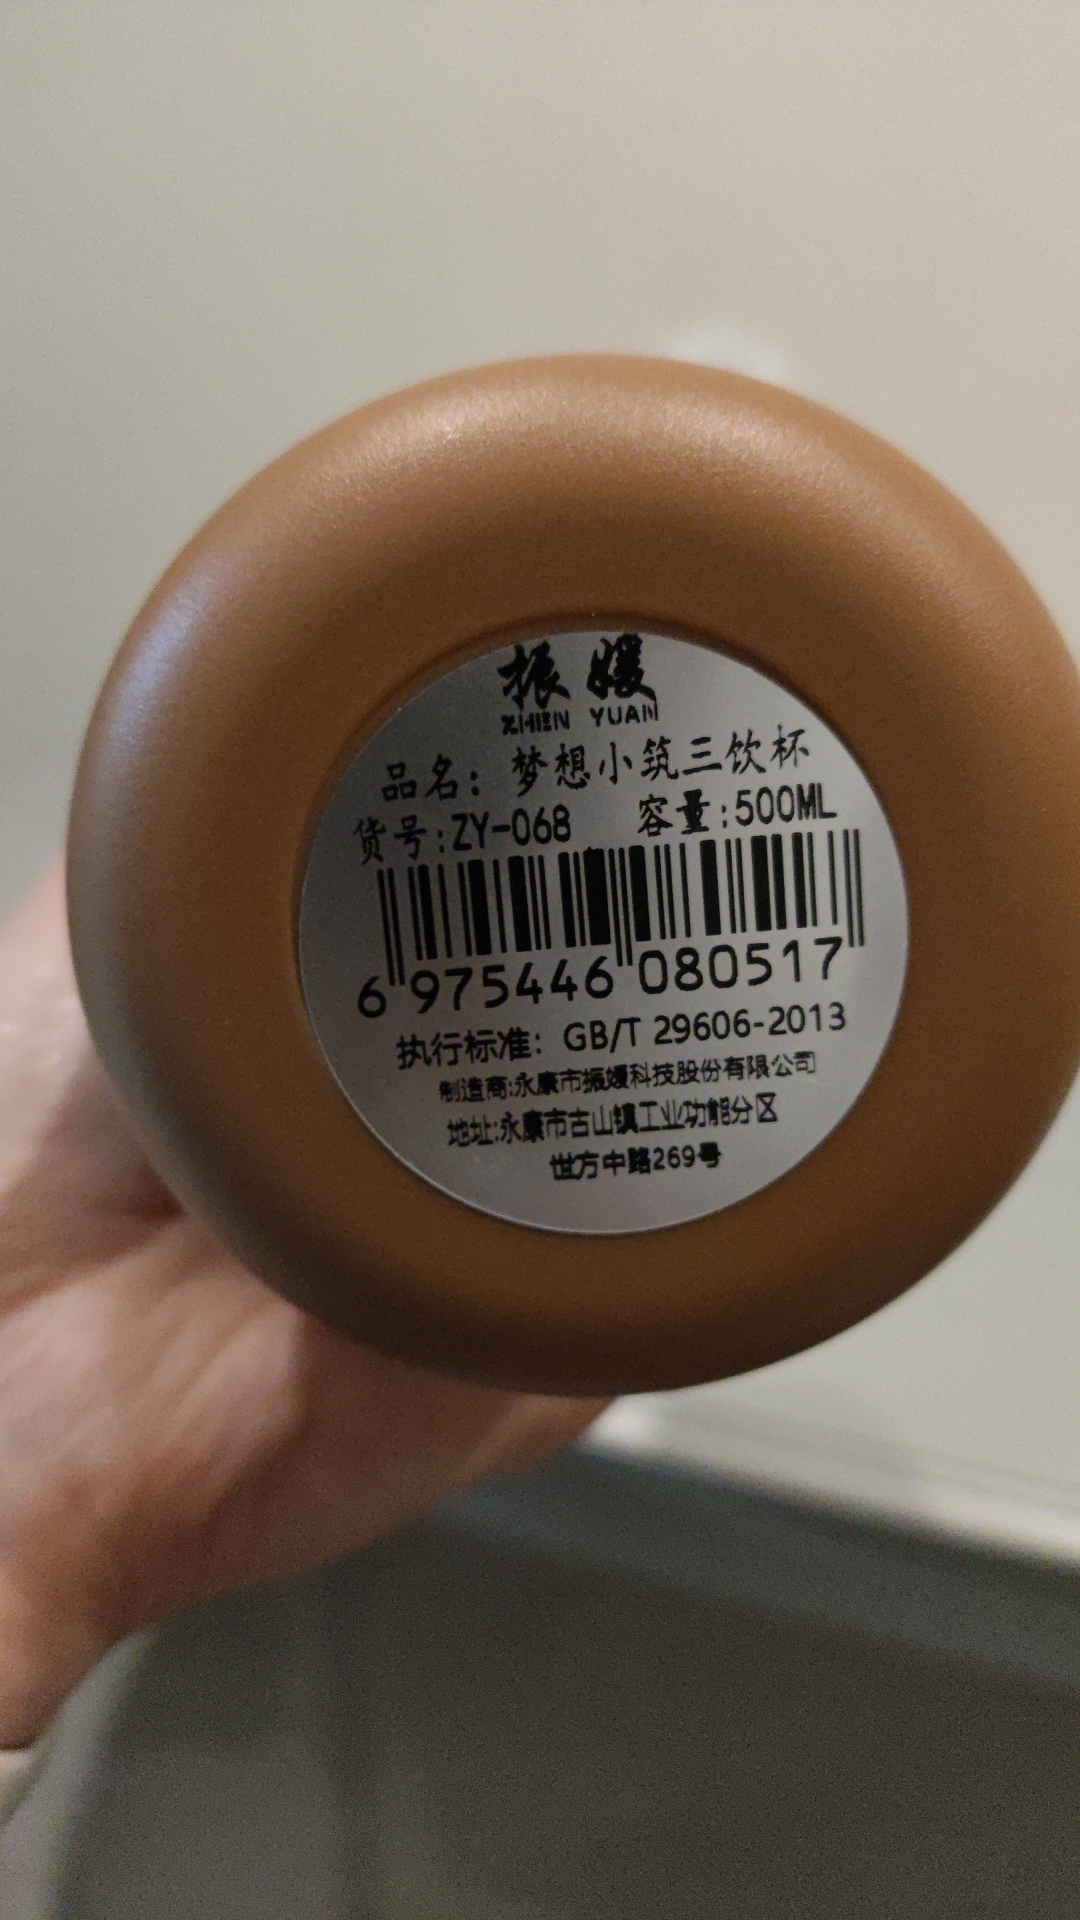 振媛
ZHEN YUAN
品名：梦想小筑三饮杯
货号:ZY-068 容量:500ML
6 975446 080517
执行标准：GB/T 29606-2013
制造商:永康市振媛科技股份有限公司
地址:永康市古山镇工业功能分区
世方中路269号